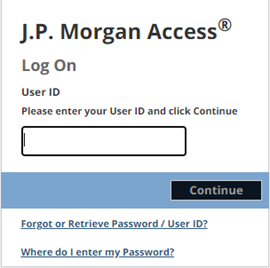 J.P. Morgan Access®
Log On
User ID
Please enter your User ID and click Continue
Continue
Forgot or Retrieve Password / User ID?
Where do I enter my Password?